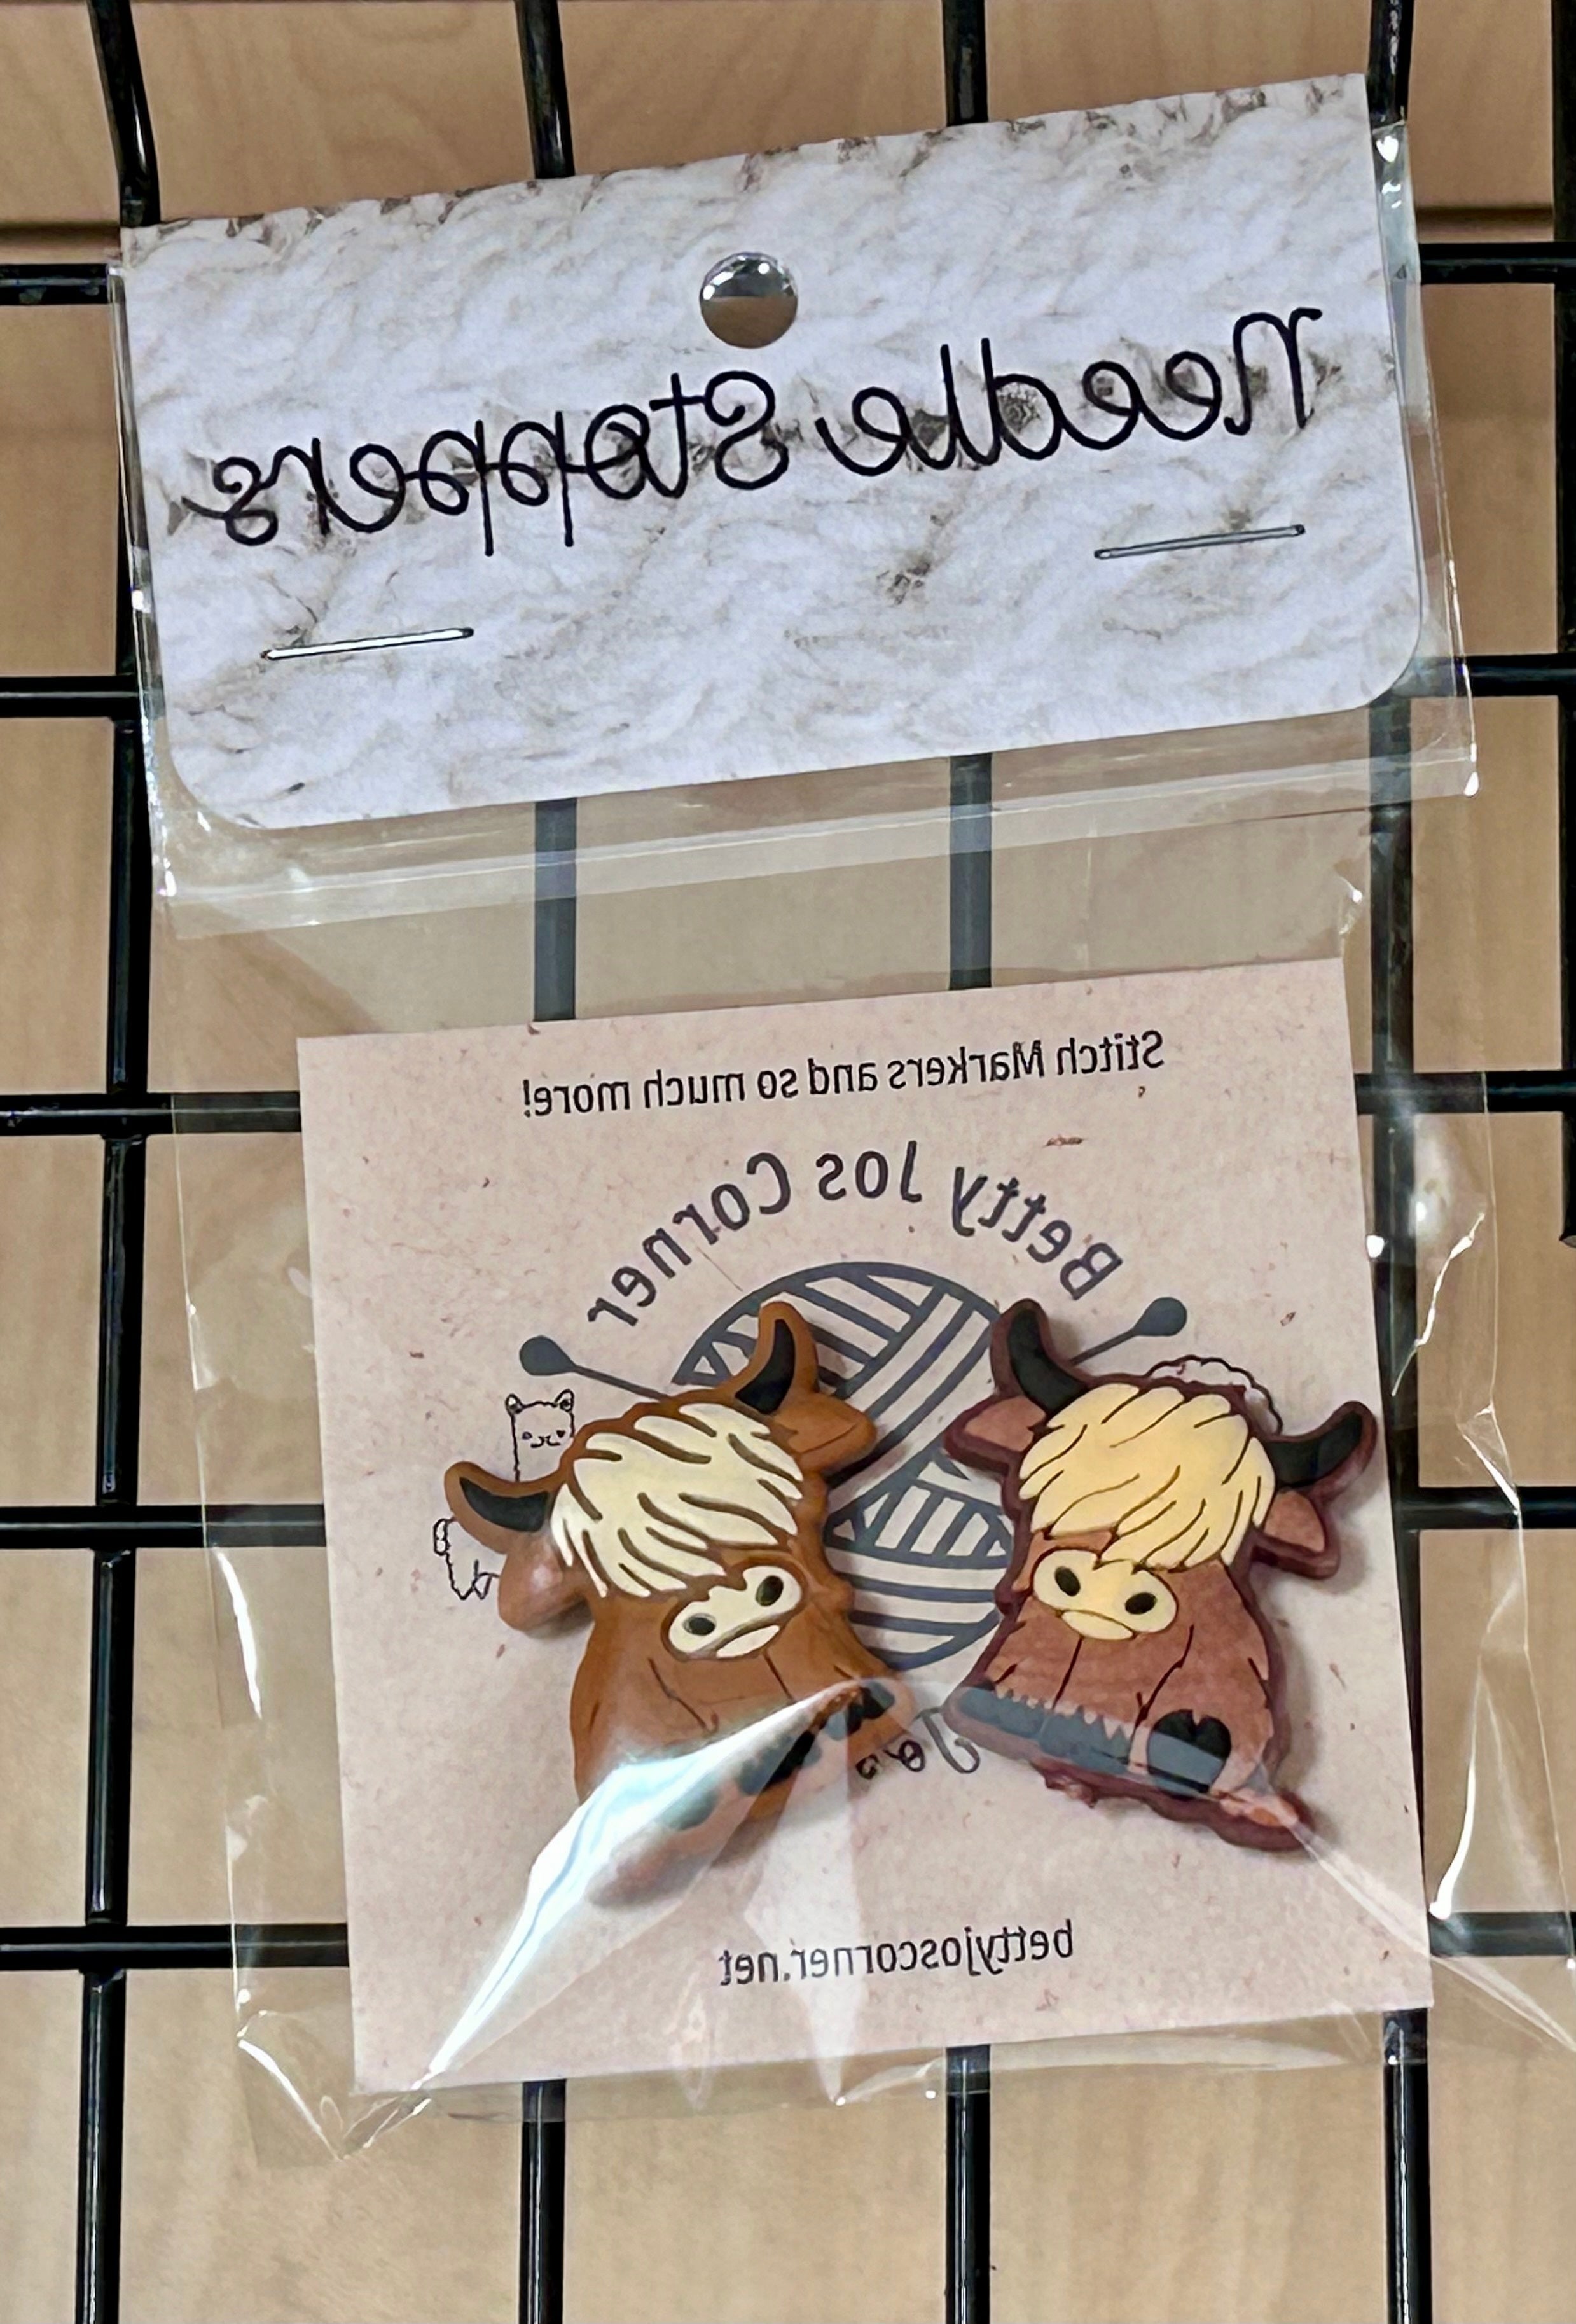 Needle Stoppers
Stitch Markers and so much more!
Betty Jos Corner
bettyjoscorner.net